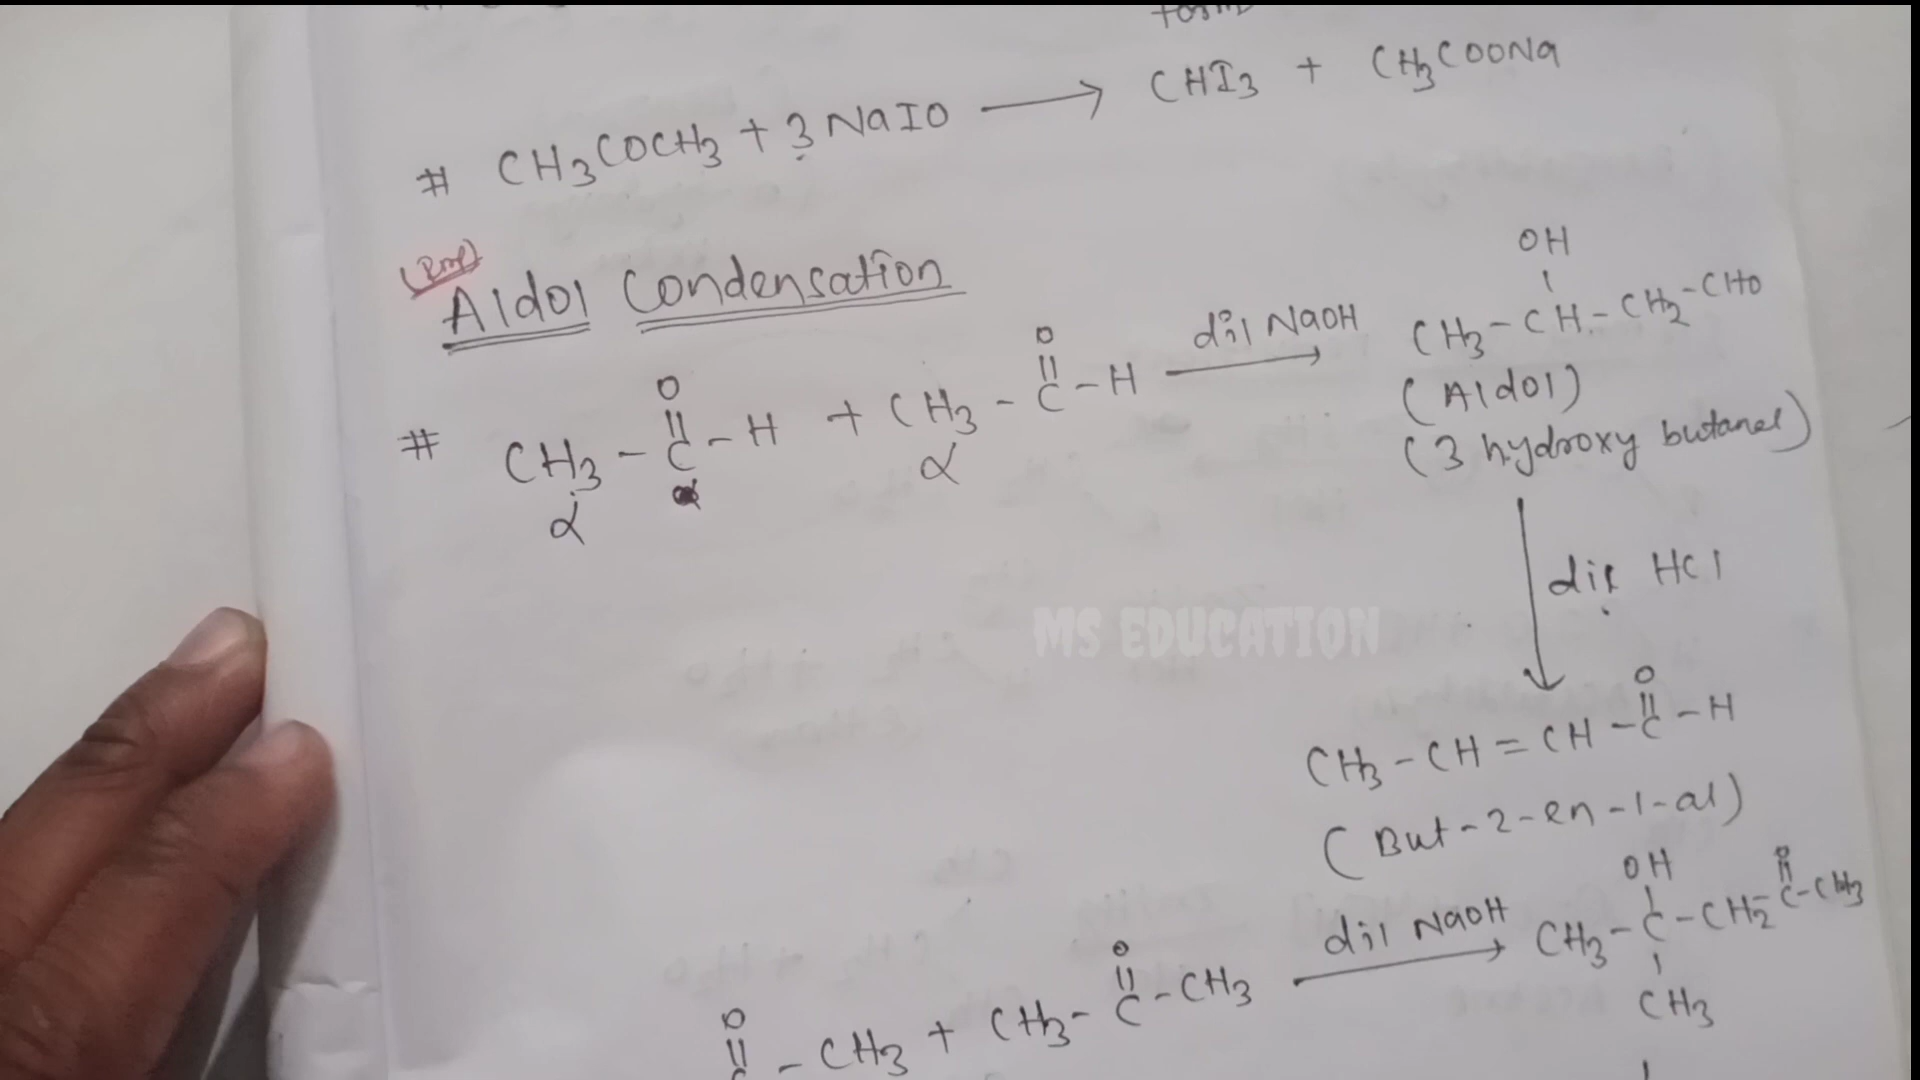 CHI3 + CH3COONa
# CH3COCH3 + 3 NaIO ⟶
(Imp)
Aldol Condensation
OH
CH3-CH-CH2-CHO
dil NaOH
O O
# CH3-C-H + CH3-C-H ⟶
α α
(Aldol)
(3 hydroxy butanal)
dil HCl
MS EDUCATION
O
CH3-CH=CH-C-H
(But-2-en-1-al)
OH O
CH3-C-CH2-C-CH3
CH3
dil NaOH
O O
C-CH3 + CH3-C-CH3 ⟶